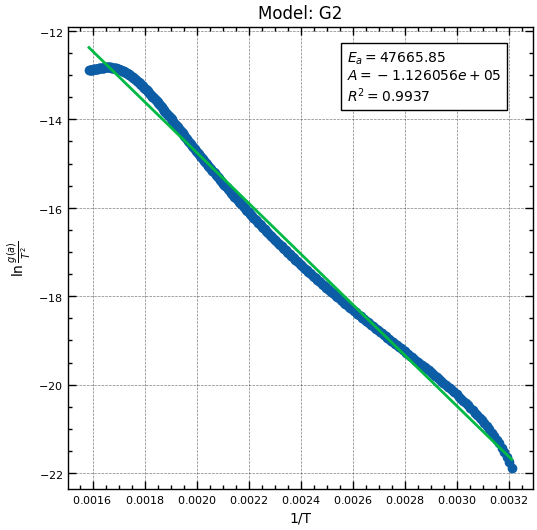 Model: G2
E_a = 47665.85
A = −1.126056e + 05
R^2 = 0.9937
−12
−14
−16
−18
−20
−22
ln g(a)/T^2
0.0016 0.0018 0.0020 0.0022 0.0024 0.0026 0.0028 0.0030 0.0032
1/T